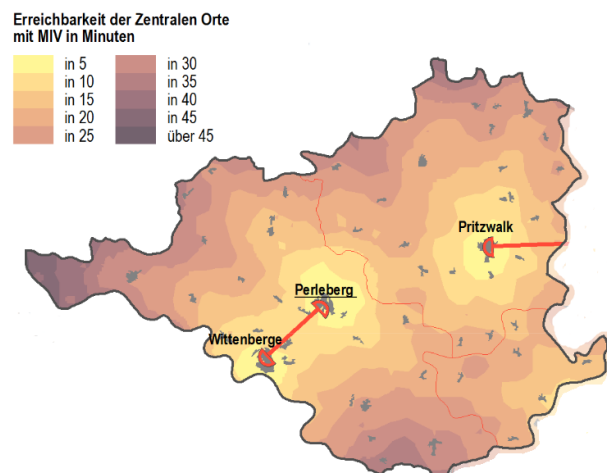 Erreichbarkeit der Zentralen Orte
mit MIV in Minuten
in 5
in 10
in 15
in 20
in 25
in 30
in 35
in 40
in 45
über 45
Pritzwalk
Perleberg
Wittenberge